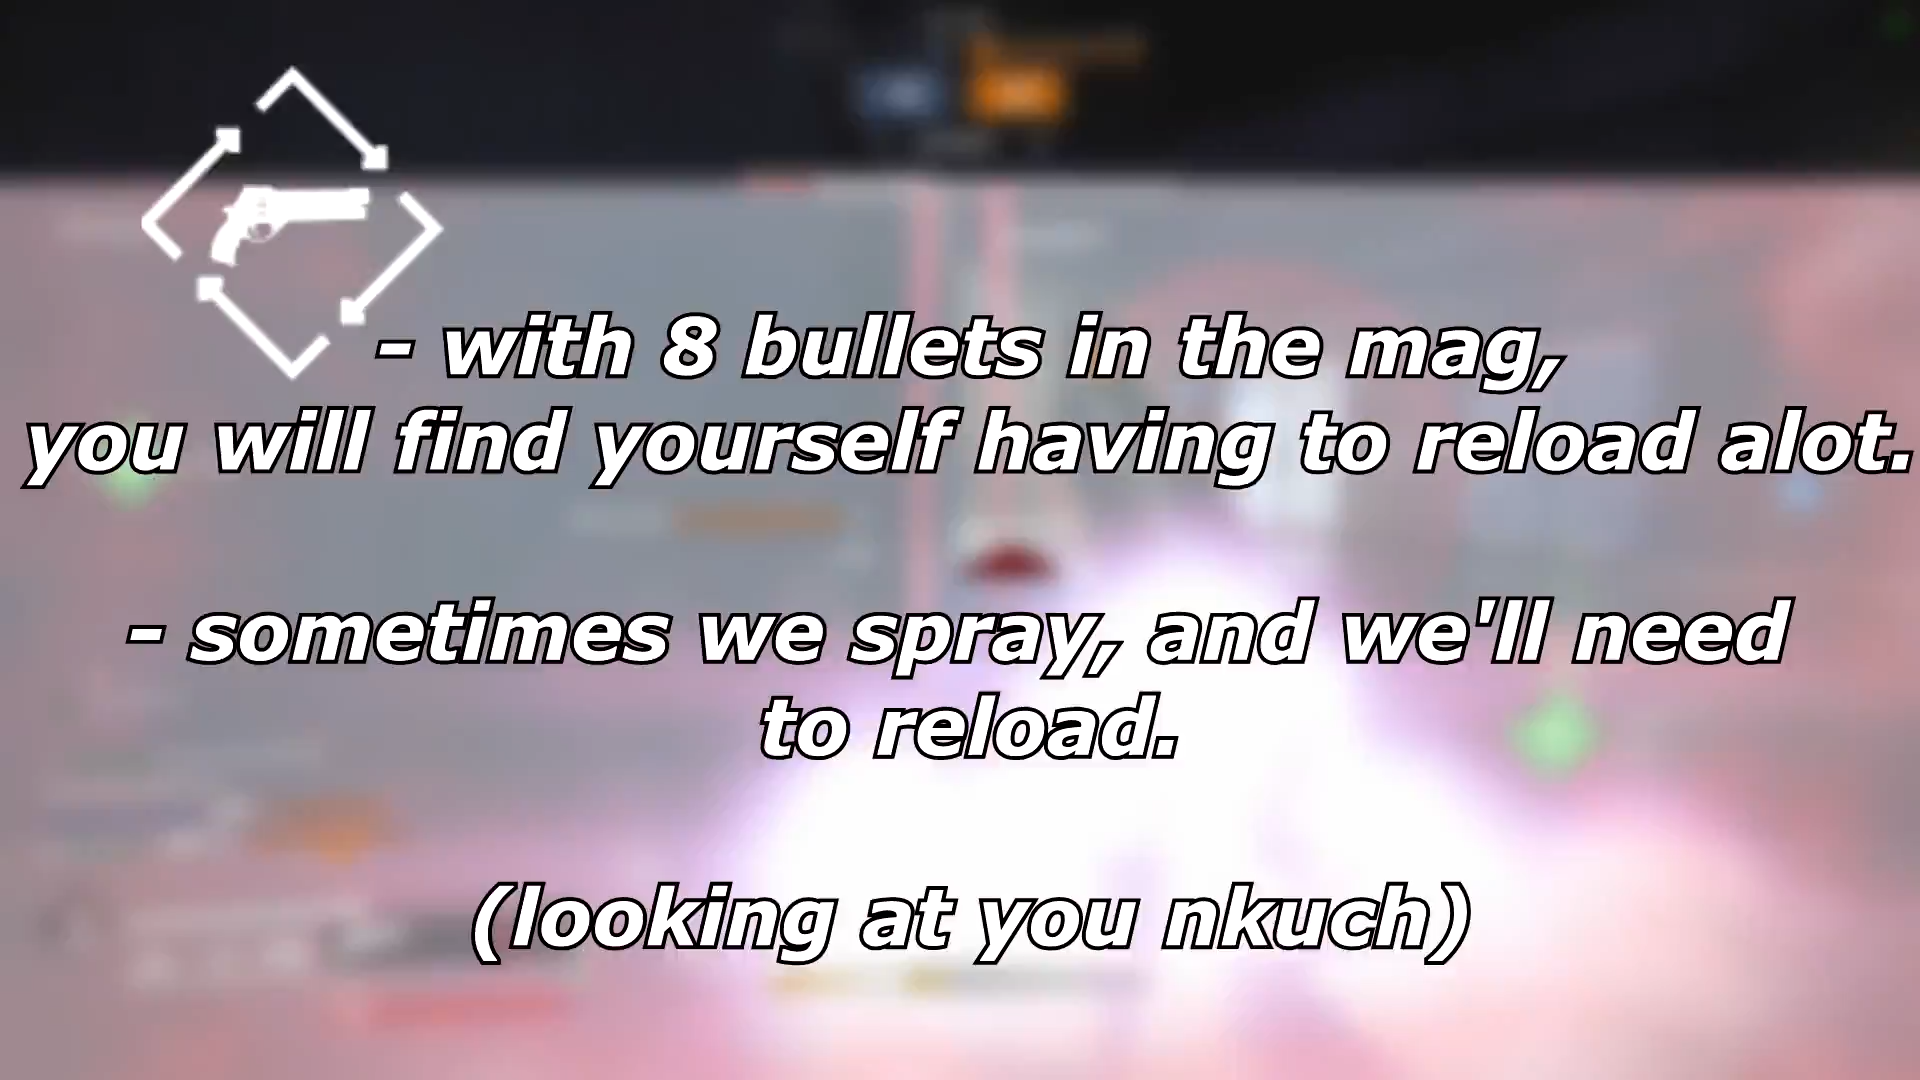 - with 8 bullets in the mag,
you will find yourself having to reload alot.
- sometimes we spray, and we'll need
to reload.
(looking at you nkuch)